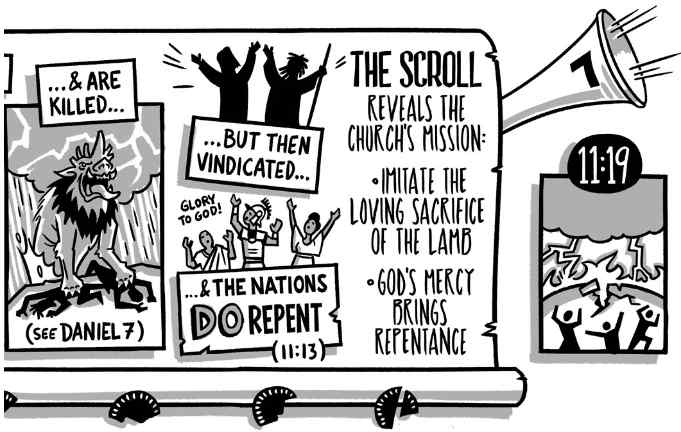 ...& ARE
KILLED...
(SEE DANIEL 7)
...BUT THEN
VINDICATED...
GLORY
TO GOD!
...& THE NATIONS
DO REPENT
(11:13)
THE SCROLL
REVEALS THE
CHURCH'S MISSION:
•IMITATE THE
LOVING SACRIFICE
OF THE LAMB
•GOD'S MERCY
BRINGS
REPENTANCE
7
11:19